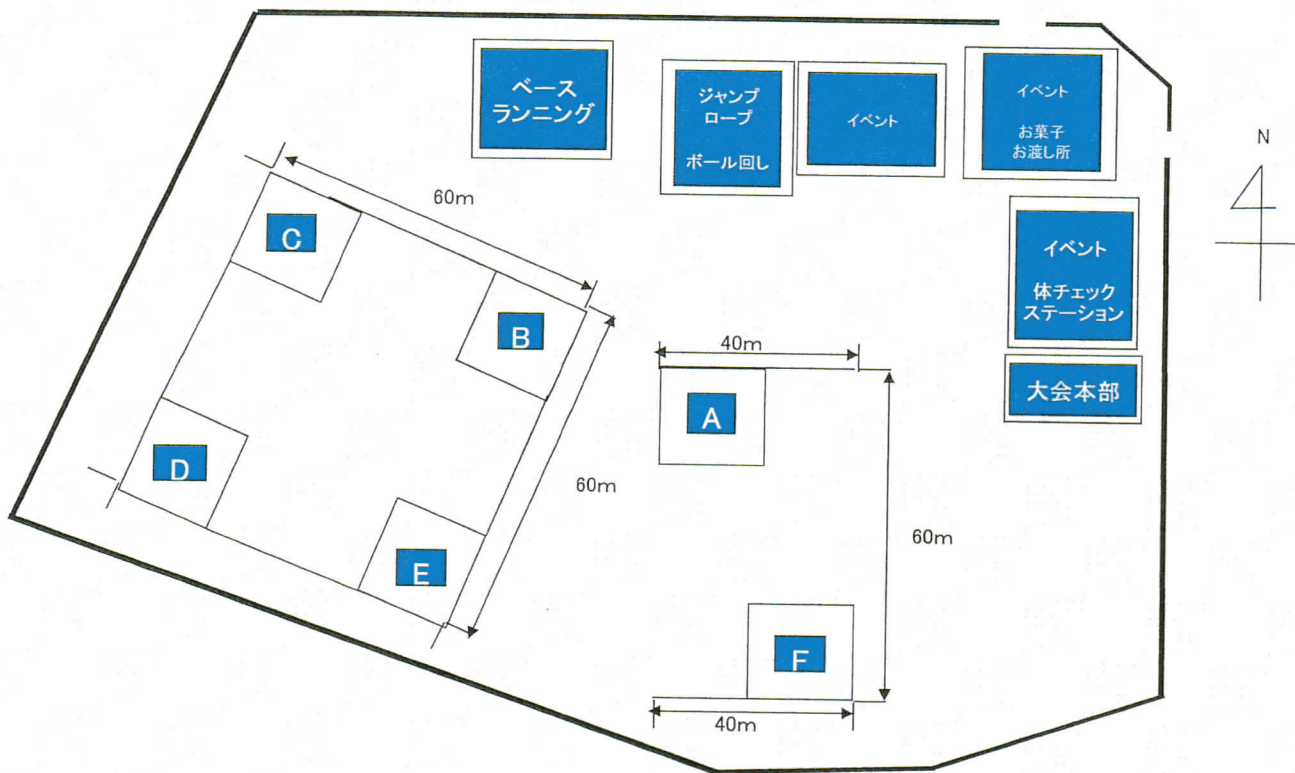 ベース
ランニング
ジャンプ
ロープ
ボール回し
イベント
イベント
お菓子
お渡し所
N
60m
C
B
イベント
体チェック
ステーション
40m
大会本部
A
D
60m
E
60m
F
40m